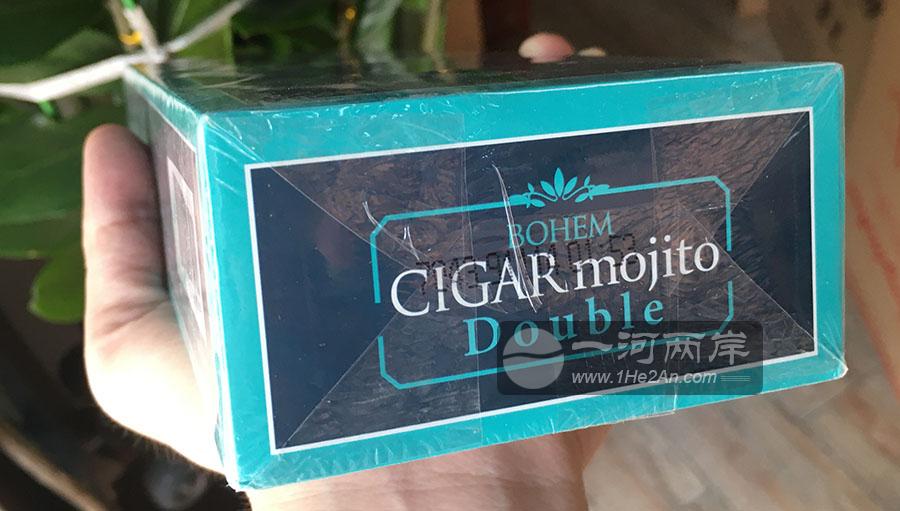 BOHEM
CIGAR mojito
Double
一河两岸
www.1He2An.com